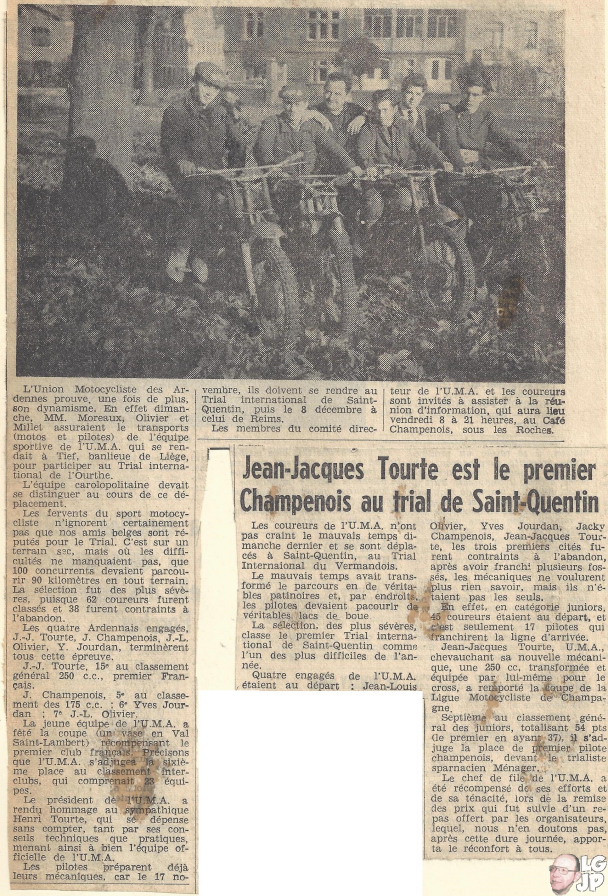 L'Union Motocycliste des Ar-
dennes prouve, une fois de plus,
son dynamisme. En effet diman-
che, MM. Moreaux, Olivier et
Millet assuraient le transports
(motos et pilotes) de l'équipe
sportive de l'U.M.A. qui se ren-
dait à Tief, banlieue de Liège,
pour participer au Trial interna-
tional de l'Ourthe.
L'équipe carolopolitaine devait
se distinguer au cours de ce dé-
placement.
Les fervents du sport motocy-
cliste n'ignorent certainement
pas que nos amis belges sont ré-
putés pour le Trial. C'est sur un
terrain sec, mais où les diffi-
cultés ne manquaient pas, que
100 concurrents devaient parcou-
rir 90 kilomètres en tout terrain.
La sélection fut des plus sévè-
res, puisque 62 coureurs furent
classés et 38 furent contraints à
l'abandon.
Les quatre Ardennais engagés,
J.-J. Tourte, J. Champenois, J.-L.
Olivier, Y. Jourdan, terminèrent
tous cette épreuve.
J.-J. Tourte, 15e au classement
général 250 c.c., premier Fran-
çais.
J. Champenois, 5e au classe-
ment des 175 c.c. ; 6e Yves Jour-
dan ; 7e J.-L. Olivier.
La jeune équipe de l'U.M.A. a
fêté la coupe (un vase en Val
Saint-Lambert) récompensant le
premier club français. Précisons
que l'U.M.A. s'adjugea la sixiè-
me place au classement inter-
clubs, qui comprenait 23 équi-
pes.
Le président de l'U.M.A. a
rendu hommage au sympathique
Henri Tourte, qui se dépense
sans compter, tant par ses con-
seils techniques que pratiques,
menant ainsi à bien l'équipe of-
ficielle de l'U.M.A.
Les pilotes préparent déjà
leurs mécaniques, car le 17 no-
vembre, ils doivent se rendre au
Trial international de Saint-
Quentin, puis le 8 décembre à
celui de Reims.
Les membres du comité direc-
teur de l'U.M.A. et les coureurs
sont invités à assister à la réu-
nion d'information, qui aura lieu
vendredi 8 à 21 heures, au Café
Champenois, sous les Roches.
Jean-Jacques Tourte est le premier
Champenois au trial de Saint-Quentin
Les coureurs de l'U.M.A. n'ont
pas craint le mauvais temps di-
manche dernier et se sont dépla-
cés à Saint-Quentin, au Trial
International du Vermandois.
Le mauvais temps avait trans-
formé le parcours en de vérita-
bles patinoires et, par endroits,
les pilotes devaient pacourir de
véritables lacs de boue.
La sélection, des plus sévères,
classe le premier Trial interna-
tional de Saint-Quentin comme
l'un des plus difficiles de l'an-
née.
Quatre engagés de l'U.M.A.
étaient au départ : Jean-Louis
Olivier, Yves Jourdan, Jacky
Champenois, Jean-Jacques Tour-
te, les trois premiers cités fu-
rent contraints à l'abandon,
après avoir franchi plusieurs fos-
sés, les mécaniques ne voulurent
plus rien savoir, mais ils n'é-
taient pas les seuls.
En effet, en catégorie juniors,
45 coureurs étaient au départ, et
c'est seulement 17 pilotes qui
franchirent la ligne d'arrivée.
Jean-Jacques Tourte, U.M.A.,
chevauchant sa nouvelle mécani-
que, une 250 cc, transformée et
équipée par lui-même pour le
cross, a remporté la coupe de la
Ligue Motocycliste de Champa-
gne.
Septième au classement géné-
ral des juniors, totalisant 54 pts
(le premier en ayant 37), il s'ad-
juge la place de premier pilote
champenois, devant le trialiste
sparnacien Ménager.
Le chef de file de l'U.M.A. a
été récompensé de ses efforts et
de sa ténacité, lors de la remise
des prix qui fut suivie d'un re-
pas offert par les organisateurs,
lequel, nous n'en doutons pas,
après cette dure journée, appor-
ta le réconfort à tous.
LG
JP